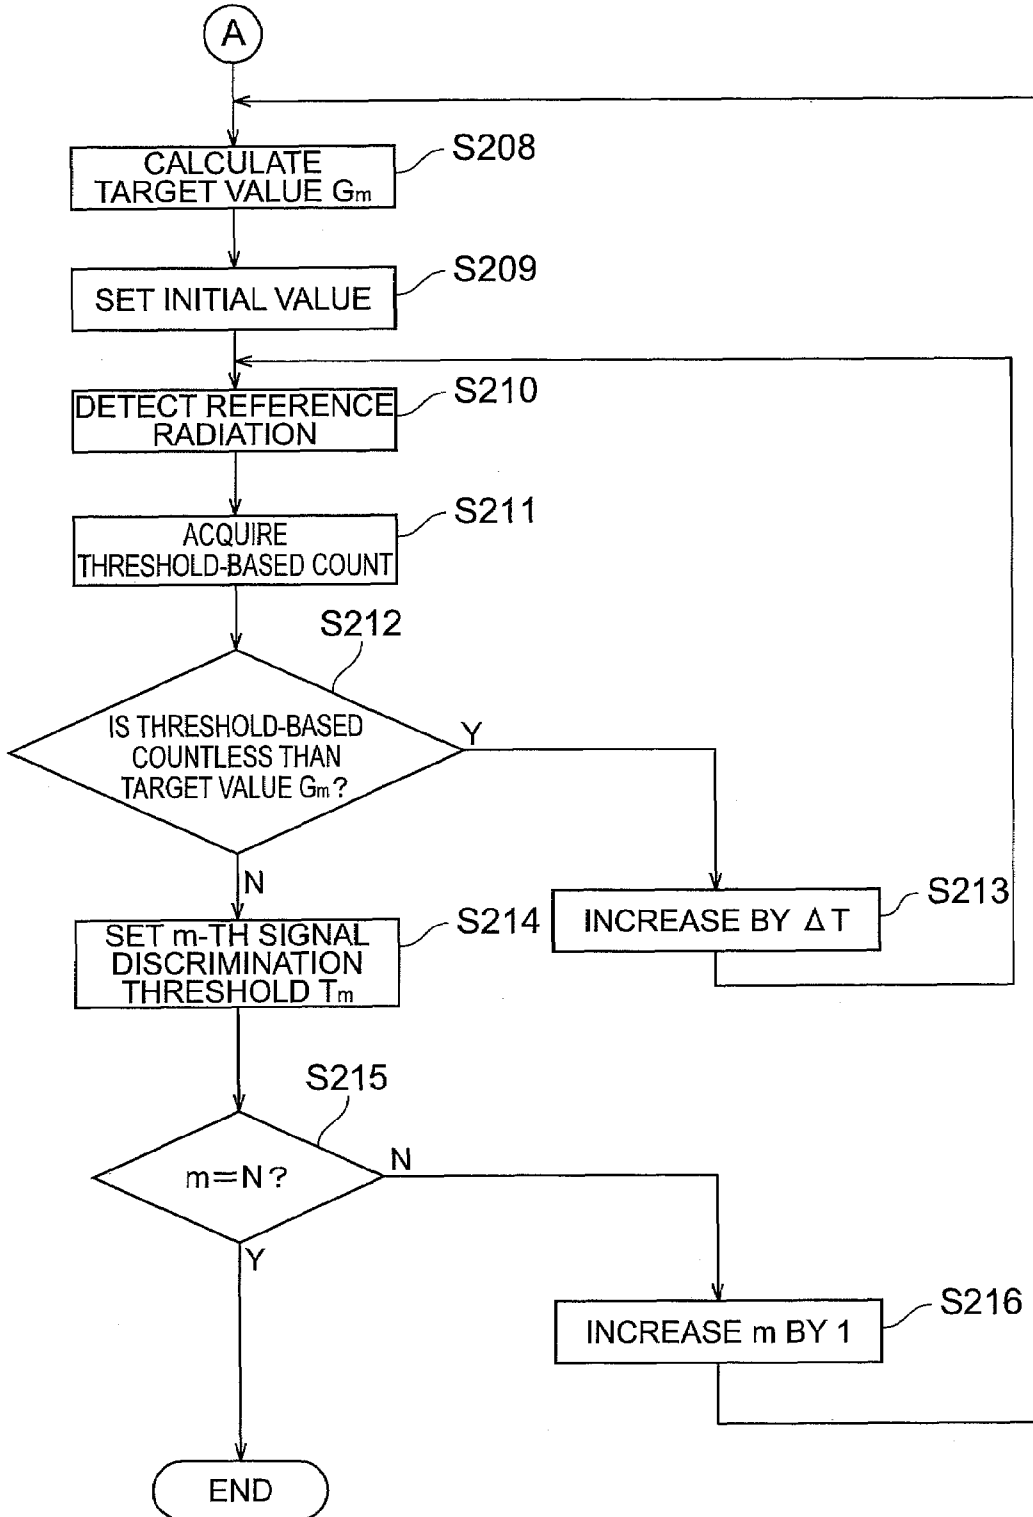 A
S208
CALCULATE
TARGET VALUE Gm
S209
SET INITIAL VALUE
S210
DETECT REFERENCE
RADIATION
S211
ACQUIRE
THRESHOLD-BASED COUNT
S212
IS THRESHOLD-BASED
COUNTLESS THAN
TARGET VALUE Gm?
Y
N
S213
INCREASE BY ΔT
S214
SET m-TH SIGNAL
DISCRIMINATION
THRESHOLD Tm
S215
m=N?
N
Y
S216
INCREASE m BY 1
END